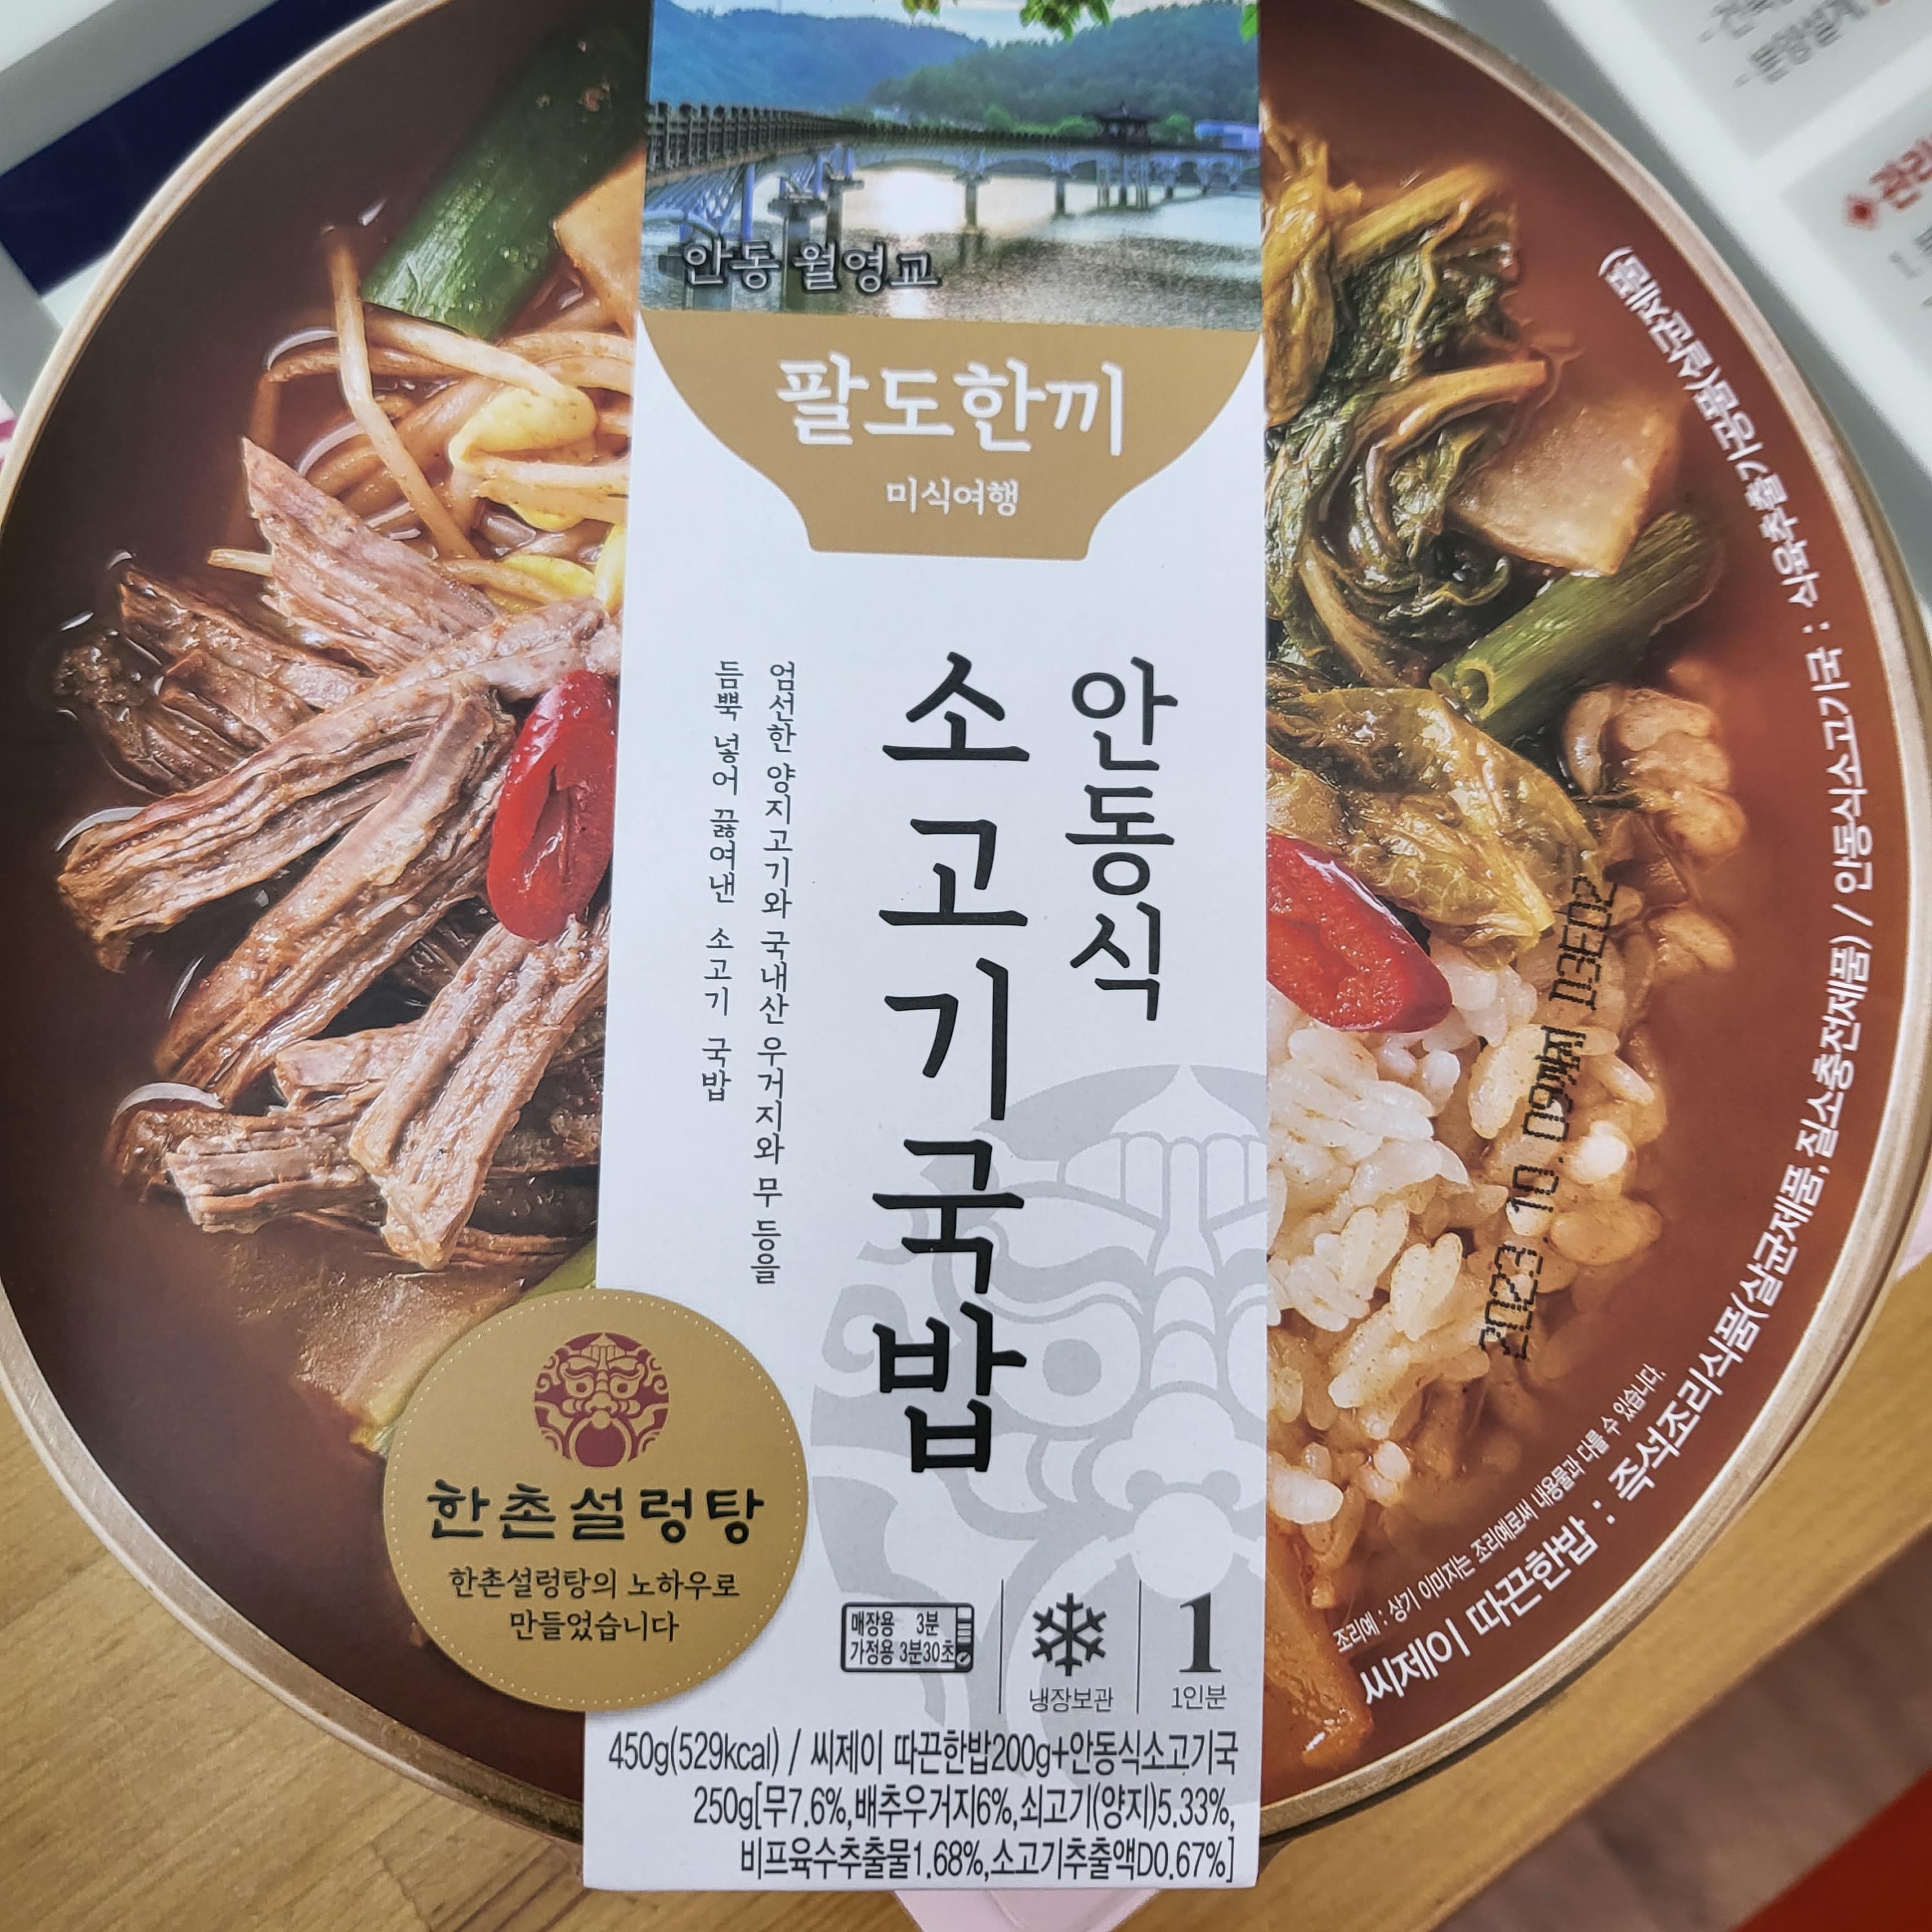 안동 월영교
팔도한끼
미식여행
안동식
소고기국밥
엄선한 양지고기와 국내산 우거지와 무 등을
듬뿍 넣어 끓여낸 소고기 국밥
한촌설렁탕
한촌설렁탕의 노하우로
만들었습니다
매장용 3분
가정용 3분30초
냉장보관
1
1인분
450g(529kcal) / 씨제이 따끈한밥200g+안동식소고기국
250g[무7.6%,배추우거지6%,쇠고기(양지)5.33%,
비프육수추출물1.68%,소고기추출액D0.67%]
조리예 : 상기 이미지는 조리예로써 내용물과 다를 수 있습니다.
씨제이 따끈한밥 : 즉석조리식품(살균제품,질소충전제품) / 안동식소고기국 : 식육추출가공품(살균제품)
2023.10.09까지